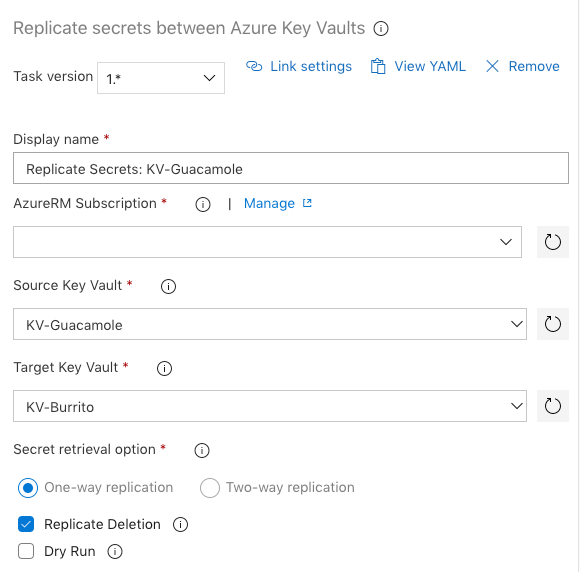 Replicate secrets between Azure Key Vaults
Task version 1.* Link settings View YAML Remove
Display name *
Replicate Secrets: KV-Guacamole
AzureRM Subscription * | Manage
Source Key Vault *
KV-Guacamole
Target Key Vault *
KV-Burrito
Secret retrieval option *
One-way replication Two-way replication
Replicate Deletion
Dry Run